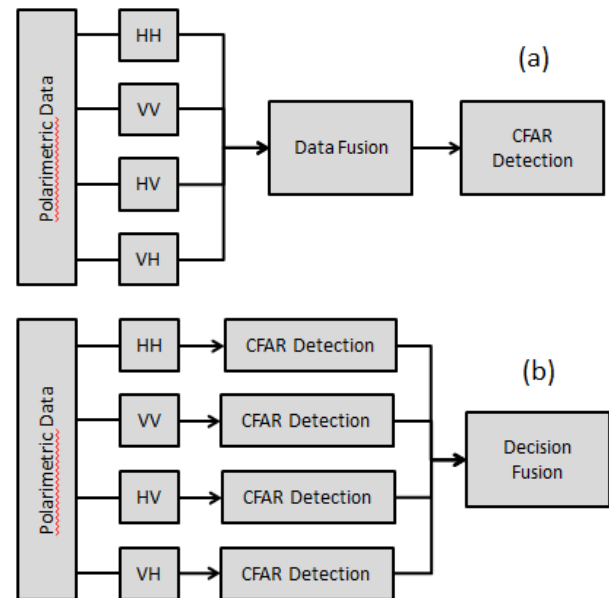 Polarimetric Data
HH
VV
HV
VH
Data Fusion
CFAR
Detection
(a)
Polarimetric Data
HH
CFAR Detection
VV
CFAR Detection
HV
CFAR Detection
VH
CFAR Detection
Decision
Fusion
(b)